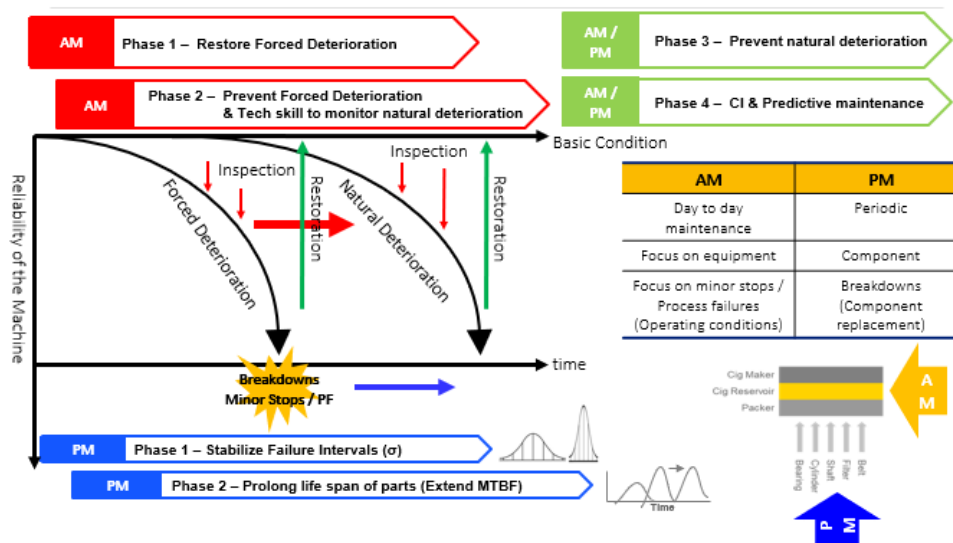 AM
Phase 1 – Restore Forced Deterioration
AM
Phase 2 – Prevent Forced Deterioration
& Tech skill to monitor natural deterioration
AM /
PM
Phase 3 – Prevent natural deterioration
AM /
PM
Phase 4 – CI & Predictive maintenance
Basic Condition
Reliability of the Machine
Inspection
Forced Deterioration
Restoration
Inspection
Natural Deterioration
Restoration
time
Breakdowns
Minor Stops / PF
AM
PM
Day to day
maintenance
Periodic
Focus on equipment
Component
Focus on minor stops /
Process failures
(Operating conditions)
Breakdowns
(Component
replacement)
Cig Maker
Cig Reservoir
Packer
A
M
Bearing
Cylinder
Shaft
Filter
Belt
P
M
PM
Phase 1 – Stabilize Failure Intervals (σ)
PM
Phase 2 – Prolong life span of parts (Extend MTBF)
Time